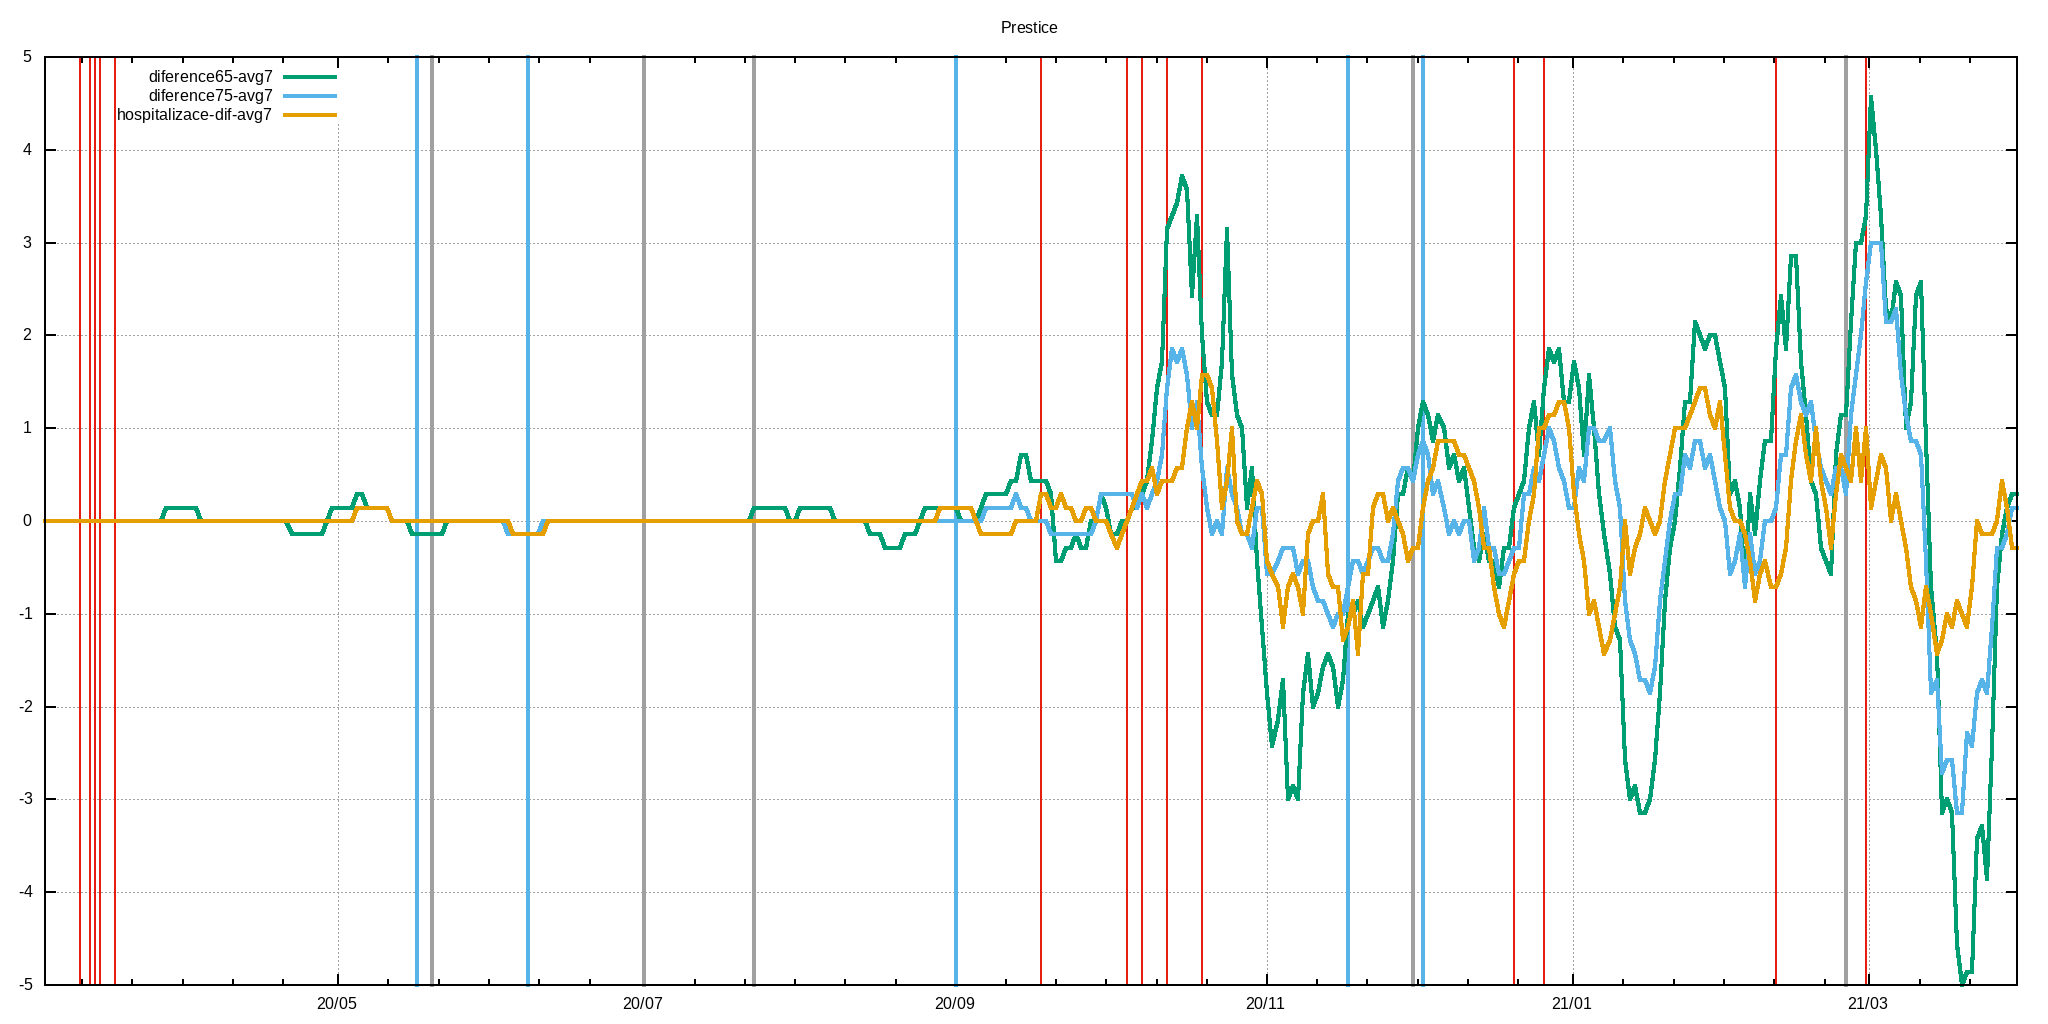 Prestice
5
4
3
2
1
0
-1
-2
-3
-4
-5
diference65-avg7
diference75-avg7
hospitalizace-dif-avg7
20/05 20/07 20/09 20/11 21/01 21/03